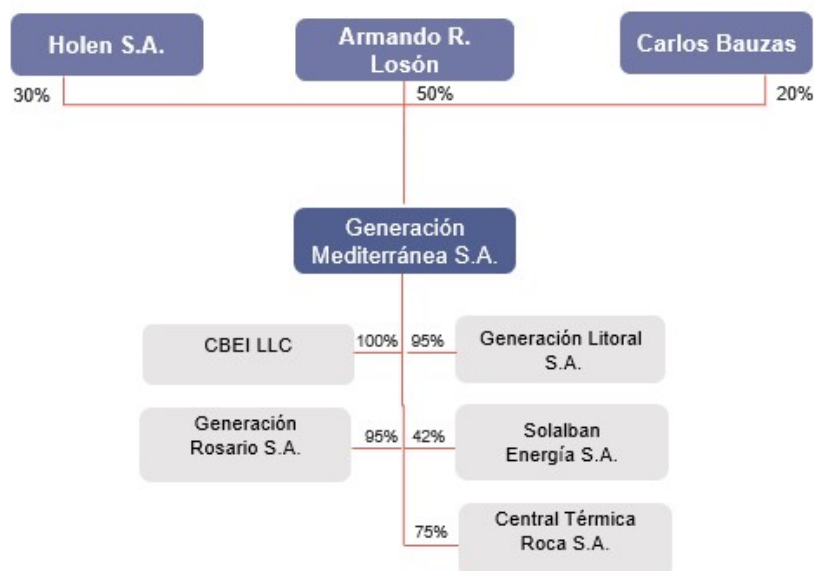 Holen S.A.
Armando R.
Losón
Carlos Bauzas
30%
50%
20%
Generación
Mediterránea S.A.
CBEI LLC
100%
95%
Generación Litoral
S.A.
Generación
Rosario S.A.
95%
42%
Solalban
Energía S.A.
75%
Central Térmica
Roca S.A.